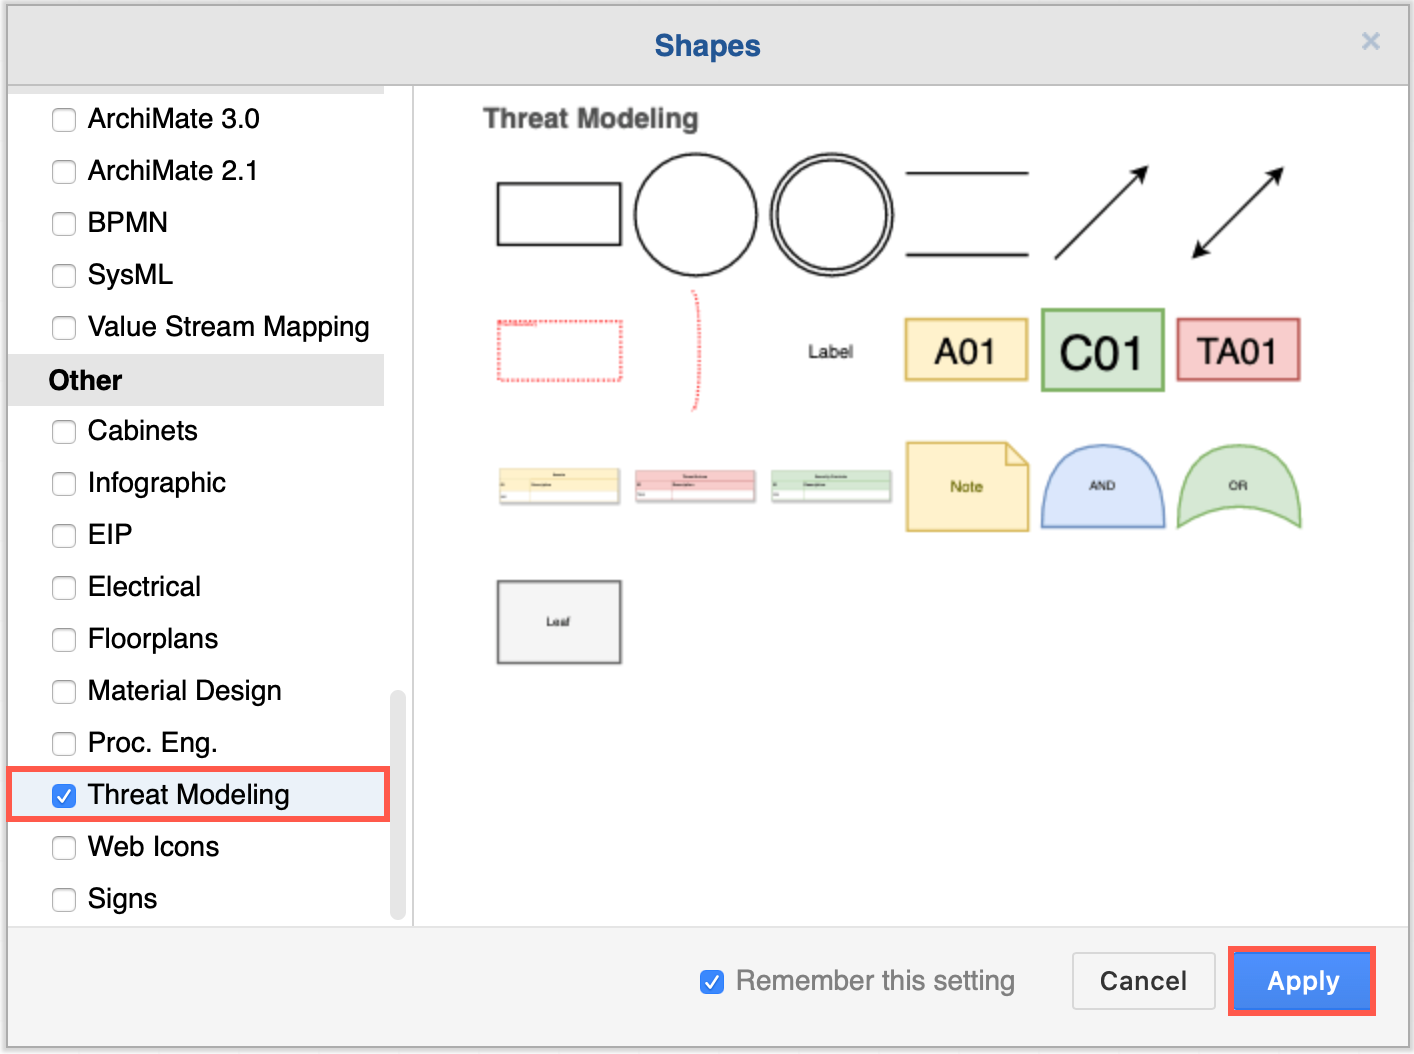 Shapes
ArchiMate 3.0
ArchiMate 2.1
BPMN
SysML
Value Stream Mapping
Other
Cabinets
Infographic
EIP
Electrical
Floorplans
Material Design
Proc. Eng.
Threat Modeling
Web Icons
Signs
Threat Modeling
Label
A01
C01
TA01
Note
AND
OR
Leaf
Remember this setting
Cancel
Apply